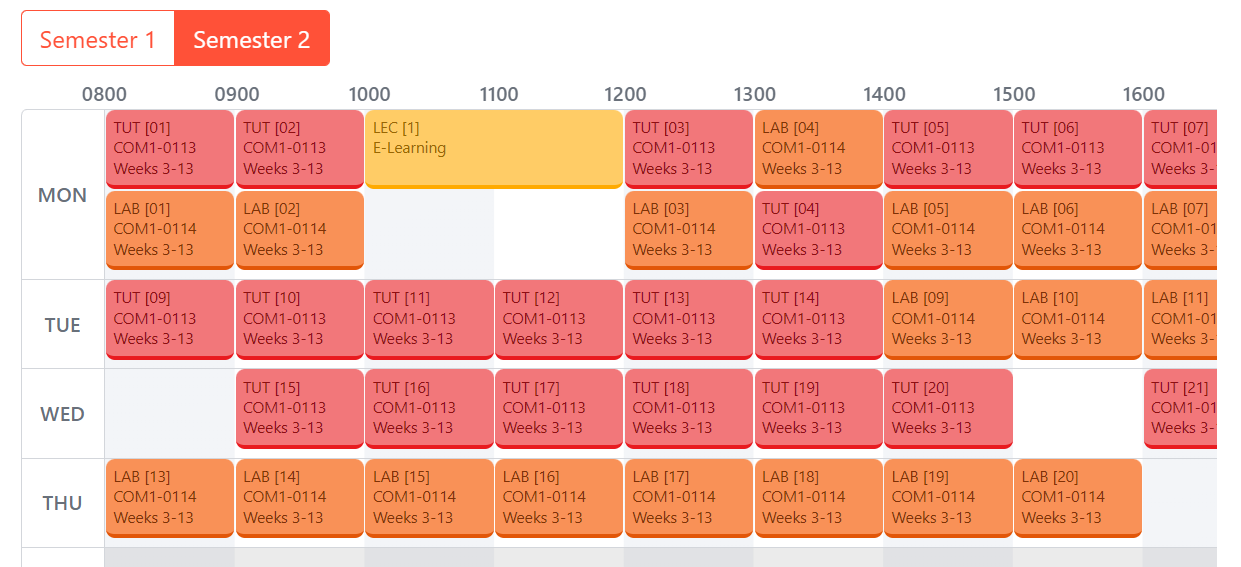 Semester 1 Semester 2
0800 0900 1000 1100 1200 1300 1400 1500 1600
MON
TUT [01] TUT [02] LEC [1] TUT [03] LAB [04] TUT [05] TUT [06] TUT [07]
COM1-0113 COM1-0113 E-Learning COM1-0113 COM1-0114 COM1-0113 COM1-0113 COM1-01
Weeks 3-13 Weeks 3-13 Weeks 3-13 Weeks 3-13 Weeks 3-13 Weeks 3-13 Weeks 3-
LAB [01] LAB [02] LAB [03] TUT [04] LAB [05] LAB [06] LAB [07]
COM1-0114 COM1-0114 COM1-0114 COM1-0113 COM1-0114 COM1-0114 COM1-01
Weeks 3-13 Weeks 3-13 Weeks 3-13 Weeks 3-13 Weeks 3-13 Weeks 3-13 Weeks 3-
TUE
TUT [09] TUT [10] TUT [11] TUT [12] TUT [13] TUT [14] LAB [09] LAB [10] LAB [11]
COM1-0113 COM1-0113 COM1-0113 COM1-0113 COM1-0113 COM1-0113 COM1-0114 COM1-0114 COM1-01
Weeks 3-13 Weeks 3-13 Weeks 3-13 Weeks 3-13 Weeks 3-13 Weeks 3-13 Weeks 3-13 Weeks 3-13 Weeks 3-
WED
TUT [15] TUT [16] TUT [17] TUT [18] TUT [19] TUT [20] TUT [21]
COM1-0113 COM1-0113 COM1-0113 COM1-0113 COM1-0113 COM1-0113 COM1-01
Weeks 3-13 Weeks 3-13 Weeks 3-13 Weeks 3-13 Weeks 3-13 Weeks 3-13 Weeks 3-
THU
LAB [13] LAB [14] LAB [15] LAB [16] LAB [17] LAB [18] LAB [19] LAB [20]
COM1-0114 COM1-0114 COM1-0114 COM1-0114 COM1-0114 COM1-0114 COM1-0114 COM1-0114
Weeks 3-13 Weeks 3-13 Weeks 3-13 Weeks 3-13 Weeks 3-13 Weeks 3-13 Weeks 3-13 Weeks 3-13